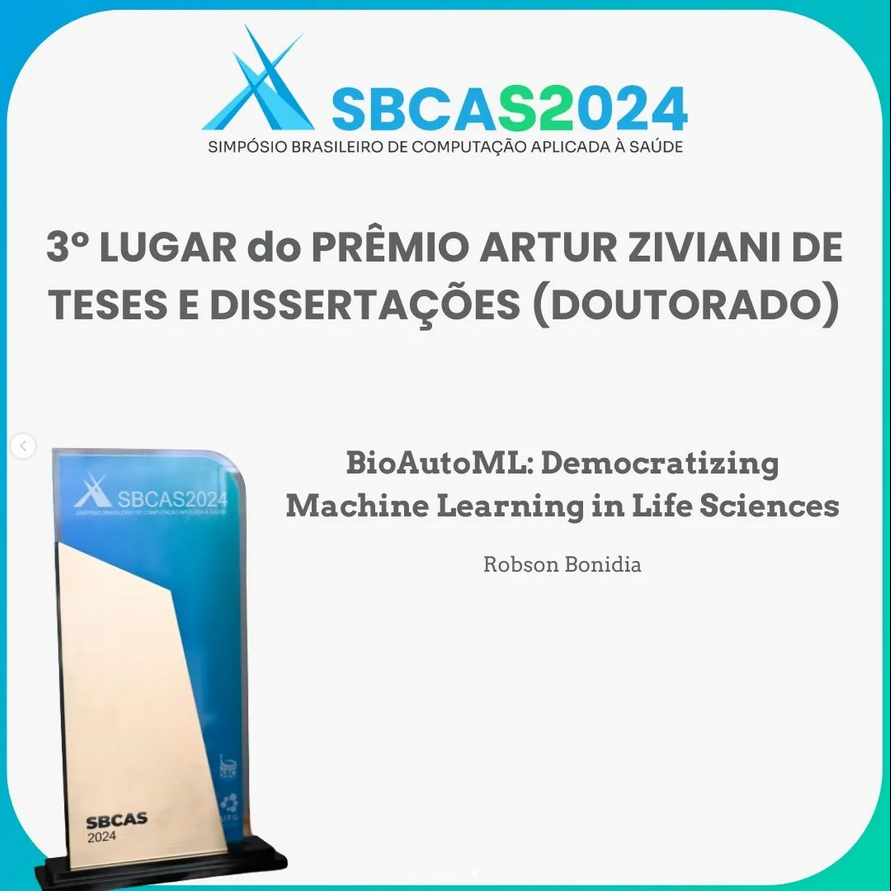 SBCAS2024
SIMPÓSIO BRASILEIRO DE COMPUTAÇÃO APLICADA À SAÚDE
3º LUGAR do PRÊMIO ARTUR ZIVIANI DE
TESES E DISSERTAÇÕES (DOUTORADO)
BioAutoML: Democratizing
Machine Learning in Life Sciences
Robson Bonidia
SBCAS2024
SIMPÓSIO BRASILEIRO DE COMPUTAÇÃO APLICADA À SAÚDE
SBCAS
2024